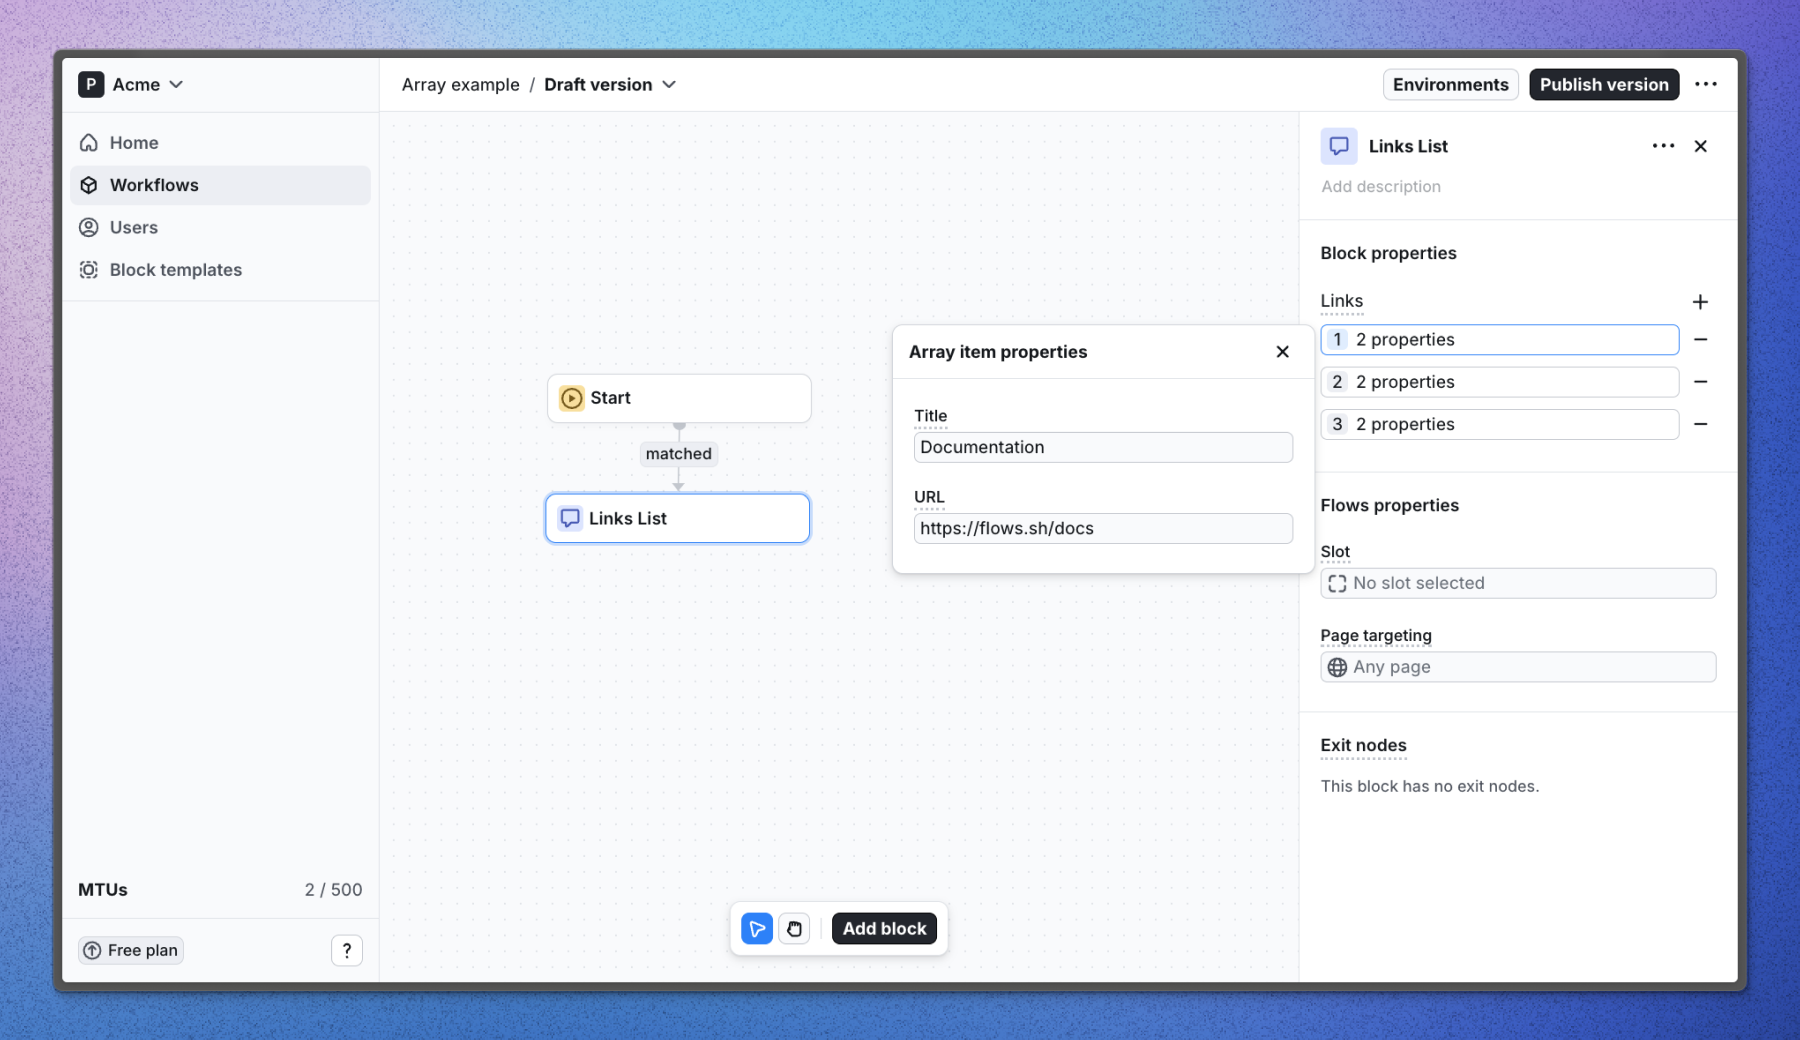 P Acme
Array example / Draft version
Environments
Publish version
Home
Workflows
Users
Block templates
MTUs 2 / 500
Free plan
?
Start
matched
Links List
Add block
Array item properties
Title
Documentation
URL
https://flows.sh/docs
Links List
Add description
Block properties
Links
1 2 properties
2 2 properties
3 2 properties
Flows properties
Slot
No slot selected
Page targeting
Any page
Exit nodes
This block has no exit nodes.